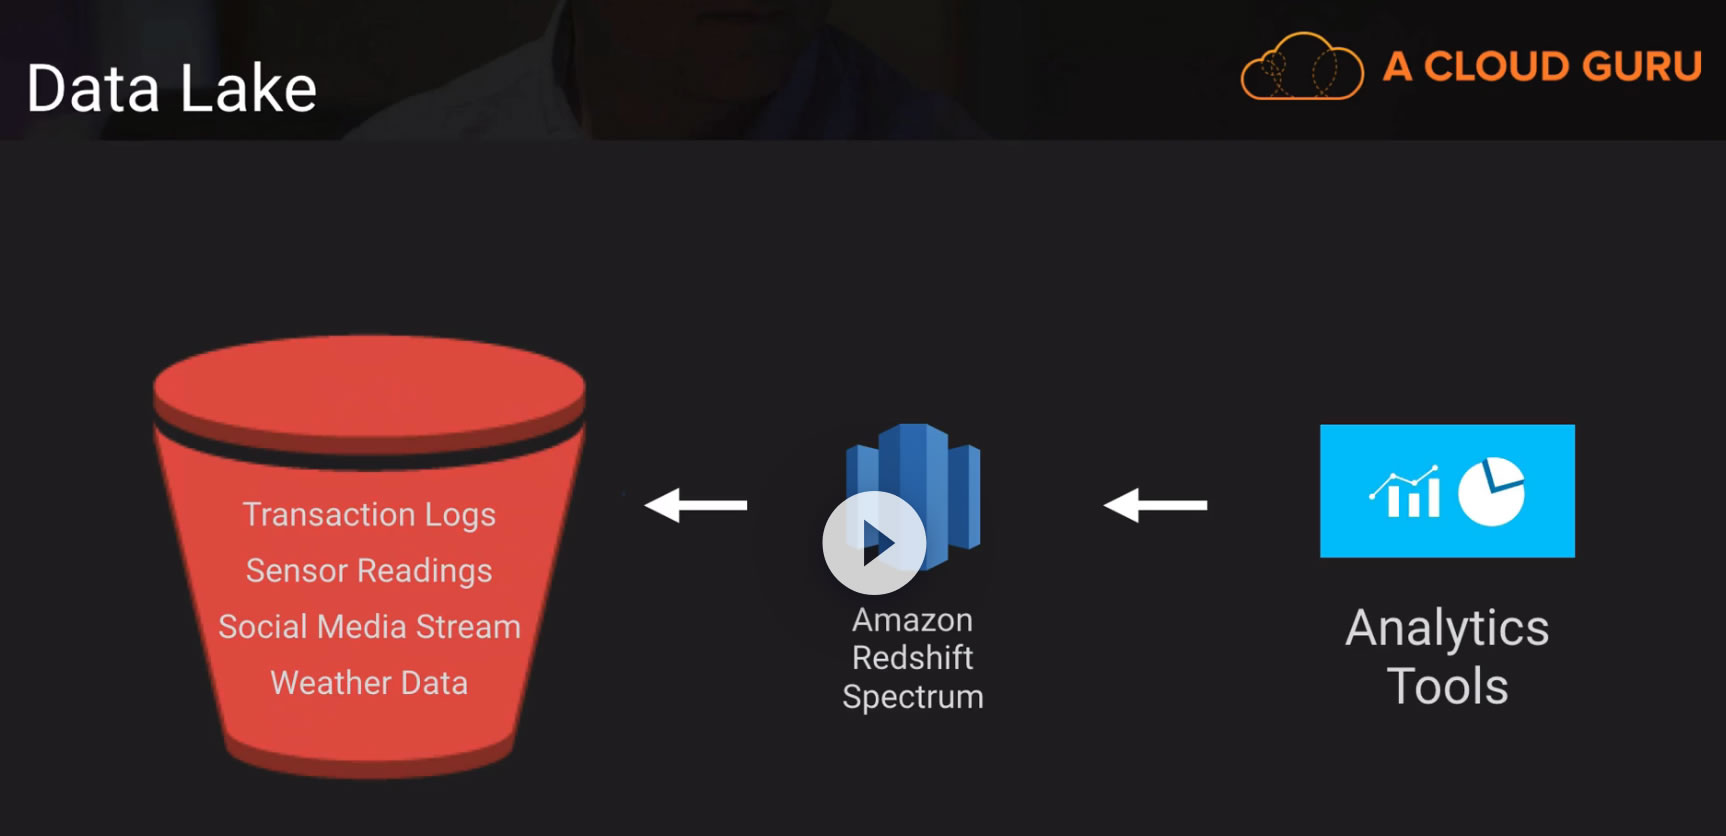 Data Lake
A CLOUD GURU
Transaction Logs
Sensor Readings
Social Media Stream
Weather Data
Amazon
Redshift
Spectrum
Analytics
Tools